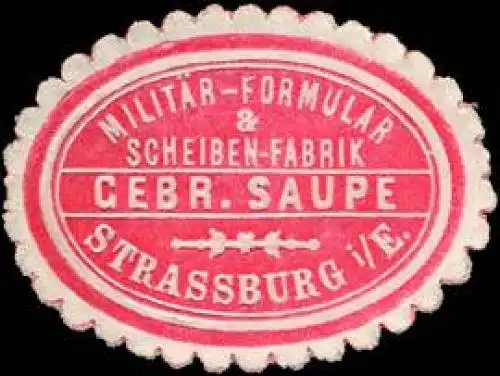 MILITÄR-FORMULAR
&
SCHEIBEN-FABRIK
GEBR. SAUPE
STRASSBURG i/E.